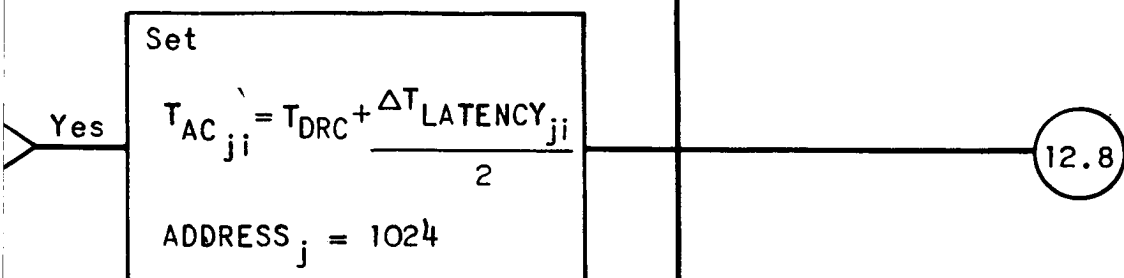 Set
Yes
T_AC_ji` = T_DRC + ΔT_LATENCY_ji
2
12.8
ADDRESS_j = 1024